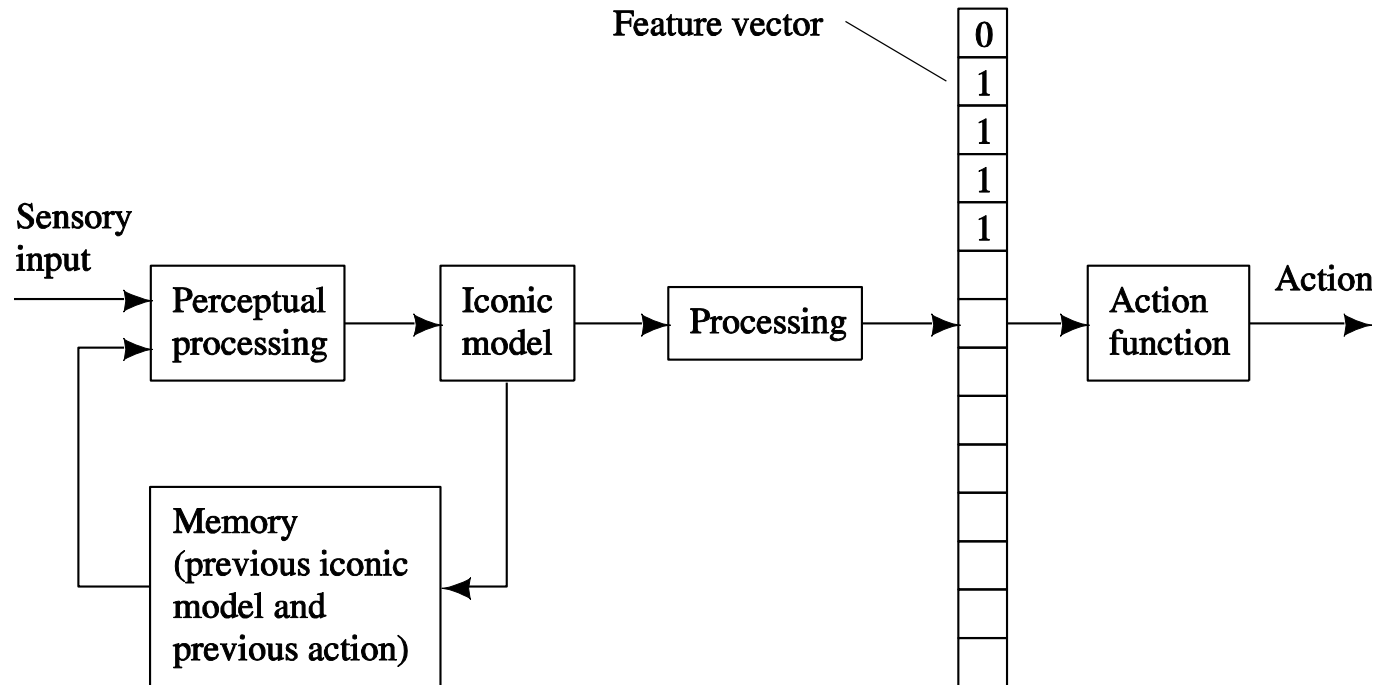 Feature vector
0
1
1
1
1
Sensory
input
Perceptual
processing
Iconic
model
Processing
Action
function
Action
Memory
(previous iconic
model and
previous action)